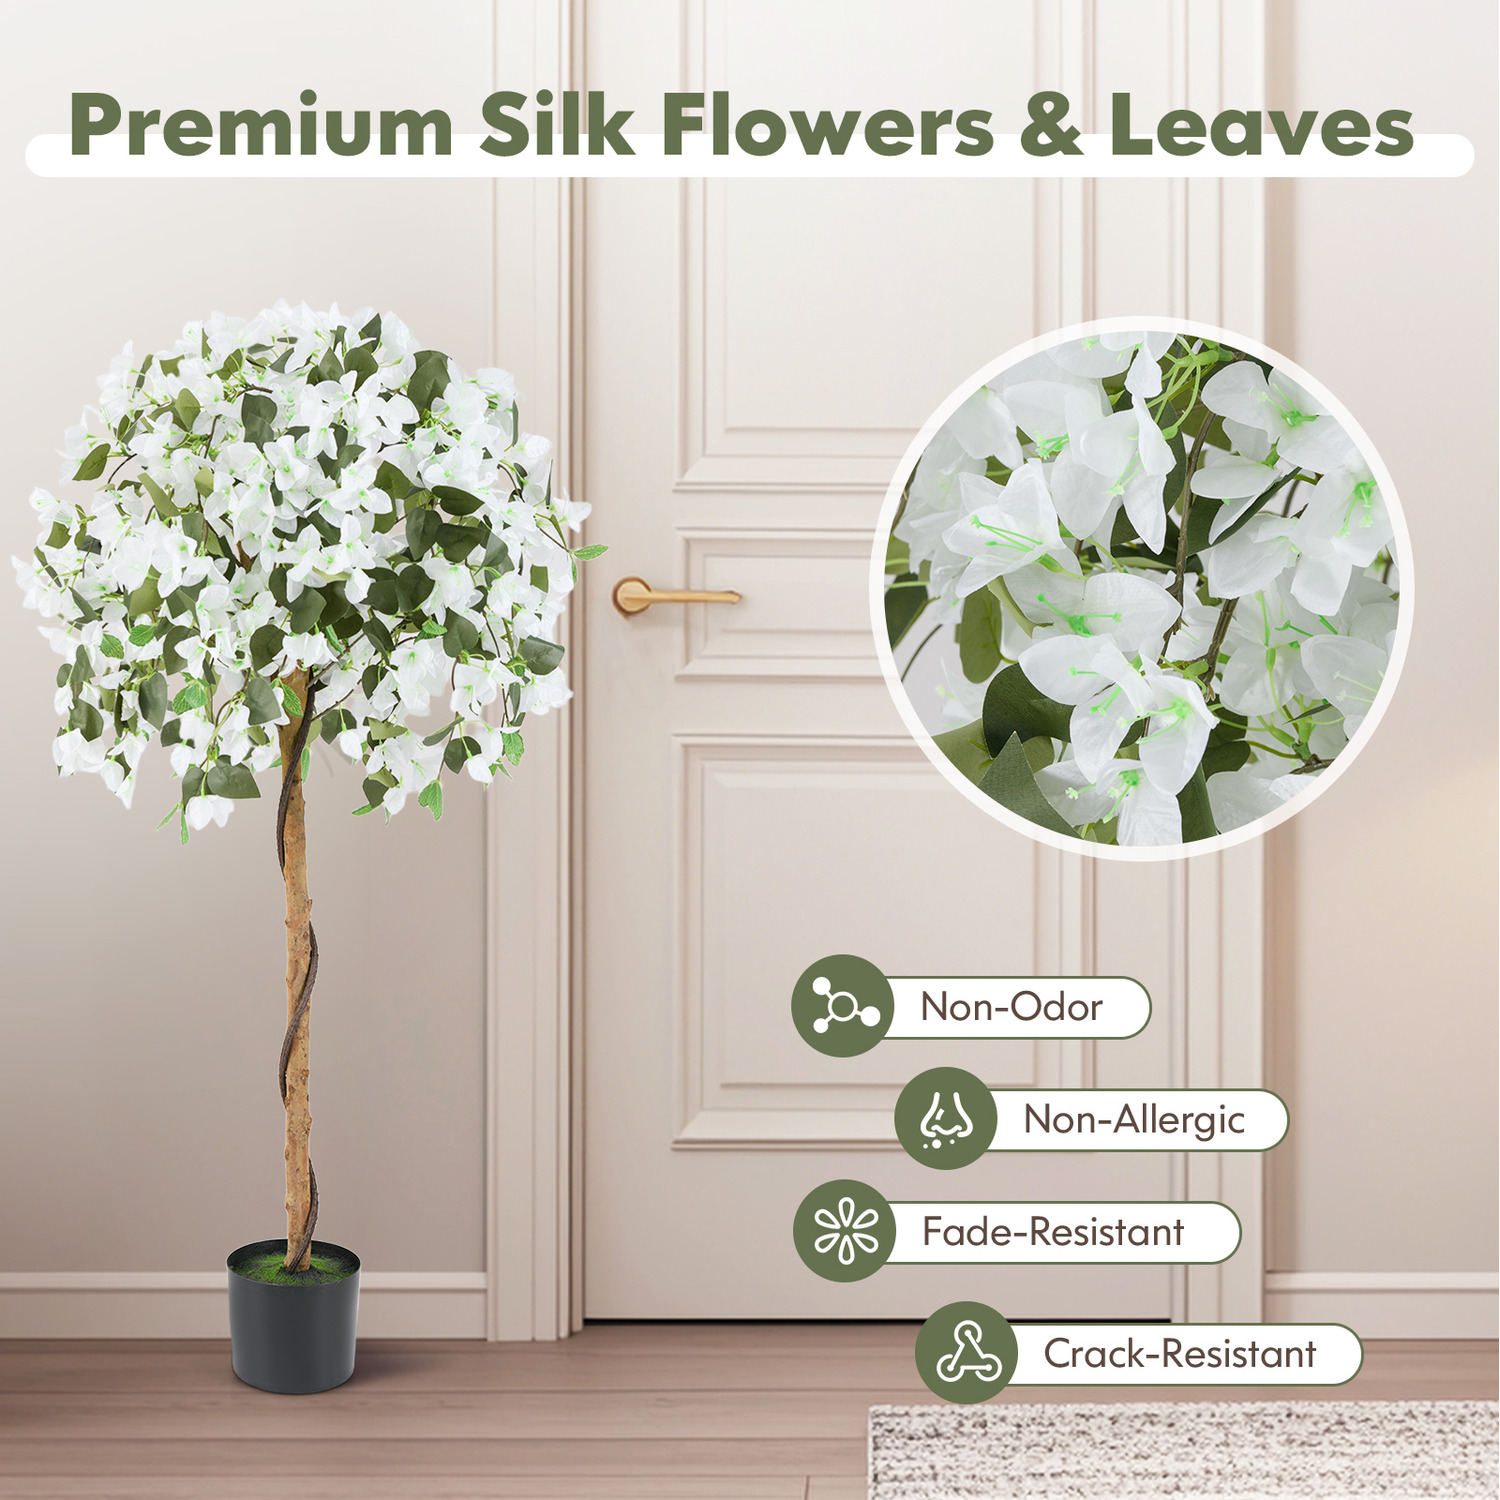 Premium Silk Flowers & Leaves
Non-Odor
Non-Allergic
Fade-Resistant
Crack-Resistant